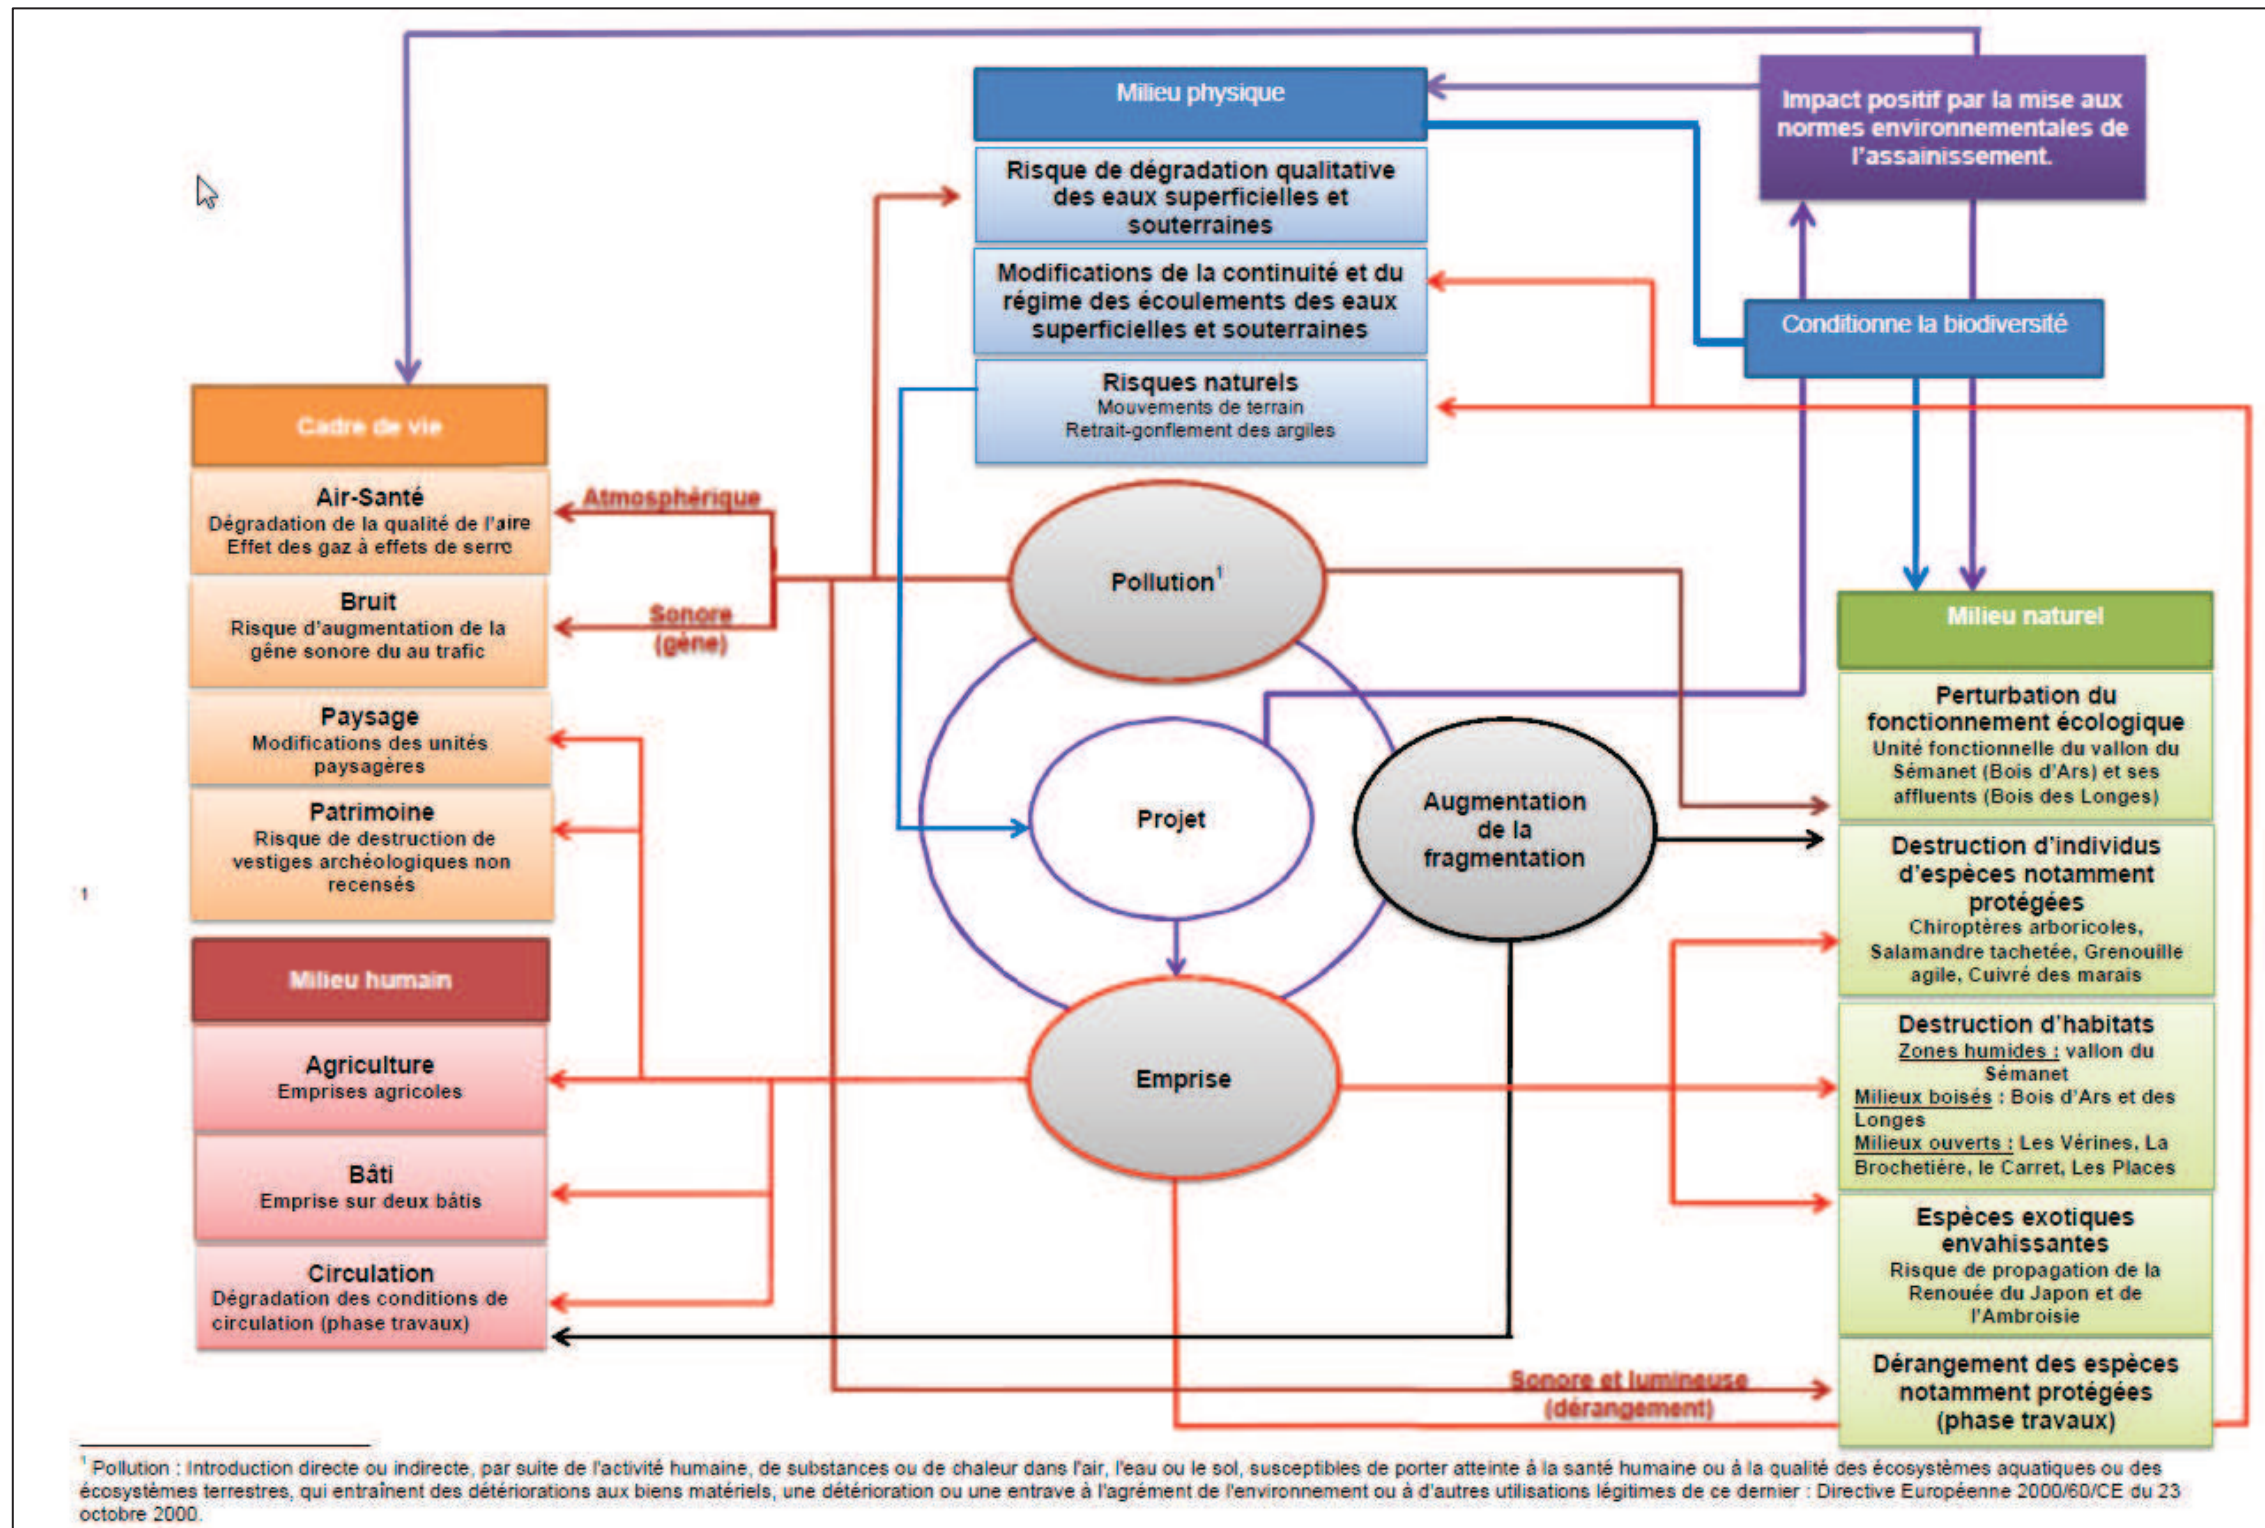 Milieu physique
Risque de dégradation qualitative
des eaux superficielles et
souterraines
Modifications de la continuité et du
régime des écoulements des eaux
superficielles et souterraines
Risques naturels
Mouvements de terrain
Retrait-gonflement des argiles
Impact positif par la mise aux
normes environnementales de
l'assainissement.
Conditionne la biodiversité
Cadre de vie
Air-Santé
Dégradation de la qualité de l'aire
Effet des gaz à effets de serre
Bruit
Risque d'augmentation de la
gêne sonore du au trafic
Paysage
Modifications des unités
paysagères
Patrimoine
Risque de destruction de
vestiges archéologiques non
recensés
1
Milieu humain
Agriculture
Emprises agricoles
Bâti
Emprise sur deux bâtis
Circulation
Dégradation des conditions de
circulation (phase travaux)
Atmosphérique
Sonore
(gène)
Pollution¹
Projet
Augmentation
de la
fragmentation
Emprise
Sonore et lumineuse
(dérangement)
Milieu naturel
Perturbation du
fonctionnement écologique
Unité fonctionnelle du vallon du
Sémanet (Bois d'Ars) et ses
affluents (Bois des Longes)
Destruction d'individus
d'espèces notamment
protégées
Chiroptères arboricoles,
Salamandre tachetée, Grenouille
agile, Cuivré des marais
Destruction d'habitats
Zones humides : vallon du
Sémanet
Milieux boisés : Bois d'Ars et des
Longes
Milieux ouverts : Les Vérines, La
Brochetière, le Carret, Les Places
Espèces exotiques
envahissantes
Risque de propagation de la
Renouée du Japon et de
l'Ambroisie
Dérangement des espèces
notamment protégées
(phase travaux)
¹ Pollution : Introduction directe ou indirecte, par suite de l'activité humaine, de substances ou de chaleur dans l'air, l'eau ou le sol, susceptibles de porter atteinte à la santé humaine ou à la qualité des écosystèmes aquatiques ou des
écosystèmes terrestres, qui entraînent des détériorations aux biens matériels, une détérioration ou une entrave à l'agrément de l'environnement ou à d'autres utilisations légitimes de ce dernier : Directive Européenne 2000/60/CE du 23
octobre 2000.